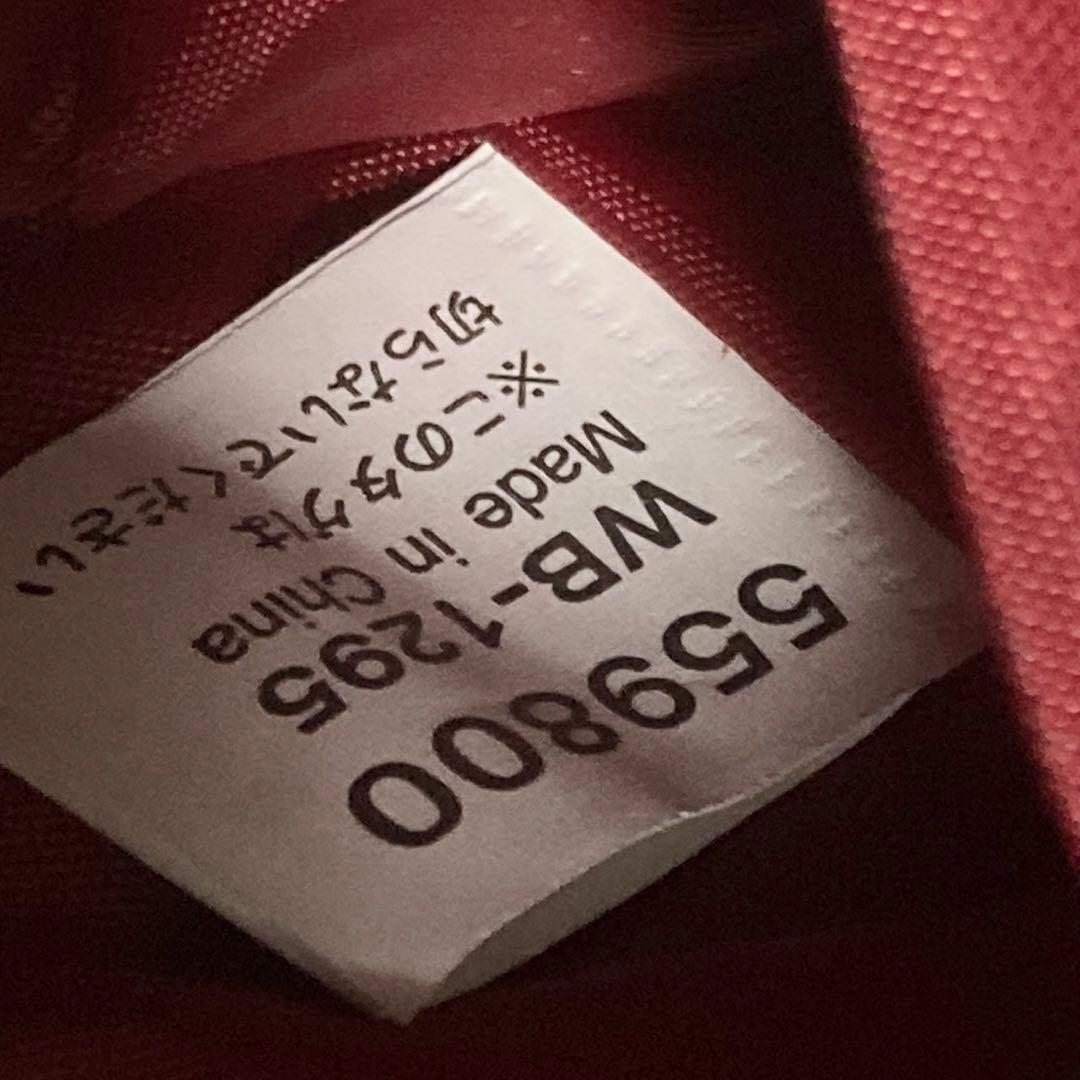 559800
WB-1295
Made in China
※このタグは
切らないでください